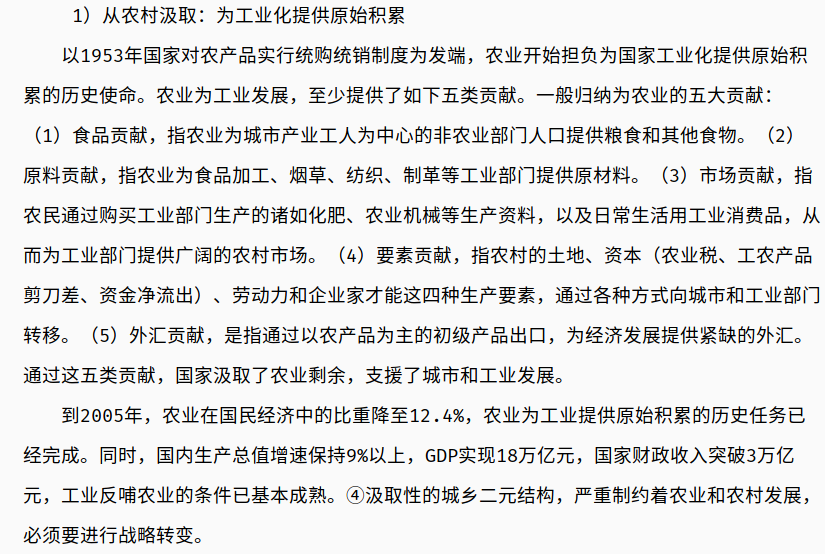 1）从农村汲取：为工业化提供原始积累
以1953年国家对农产品实行统购统销制度为发端，农业开始担负为国家工业化提供原始积
累的历史使命。农业为工业发展，至少提供了如下五类贡献。一般归纳为农业的五大贡献：
（1）食品贡献，指农业为城市产业工人为中心的非农业部门人口提供粮食和其他食物。（2）
原料贡献，指农业为食品加工、烟草、纺织、制革等工业部门提供原材料。（3）市场贡献，指
农民通过购买工业部门生产的诸如化肥、农业机械等生产资料，以及日常生活用工业消费品，从
而为工业部门提供广阔的农村市场。（4）要素贡献，指农村的土地、资本（农业税、工农产品
剪刀差、资金净流出）、劳动力和企业家才能这四种生产要素，通过各种方式向城市和工业部门
转移。（5）外汇贡献，是指通过以农产品为主的初级产品出口，为经济发展提供紧缺的外汇。
通过这五类贡献，国家汲取了农业剩余，支援了城市和工业发展。
到2005年，农业在国民经济中的比重降至12.4%，农业为工业提供原始积累的历史任务已
经完成。同时，国内生产总值增速保持9%以上，GDP实现18万亿元，国家财政收入突破3万亿
元，工业反哺农业的条件已基本成熟。④汲取性的城乡二元结构，严重制约着农业和农村发展，
必须要进行战略转变。